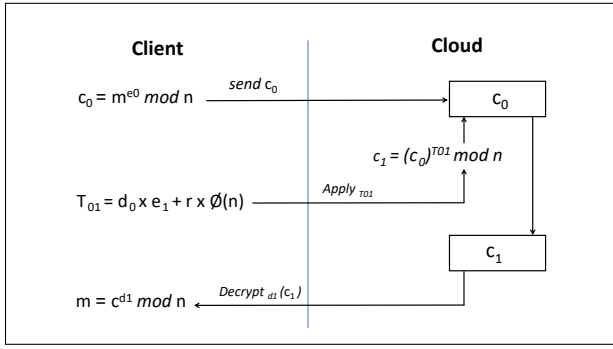 Client
Cloud
c₀ = mᵉ⁰ mod n
send c₀
c₀
c₁ = (c₀)ᵀ⁰¹ mod n
T₀₁ = d₀ x e₁ + r x Ø(n)
Apply T₀₁
c₁
m = cᵈ¹ mod n
Decrypt d₁ (c₁)